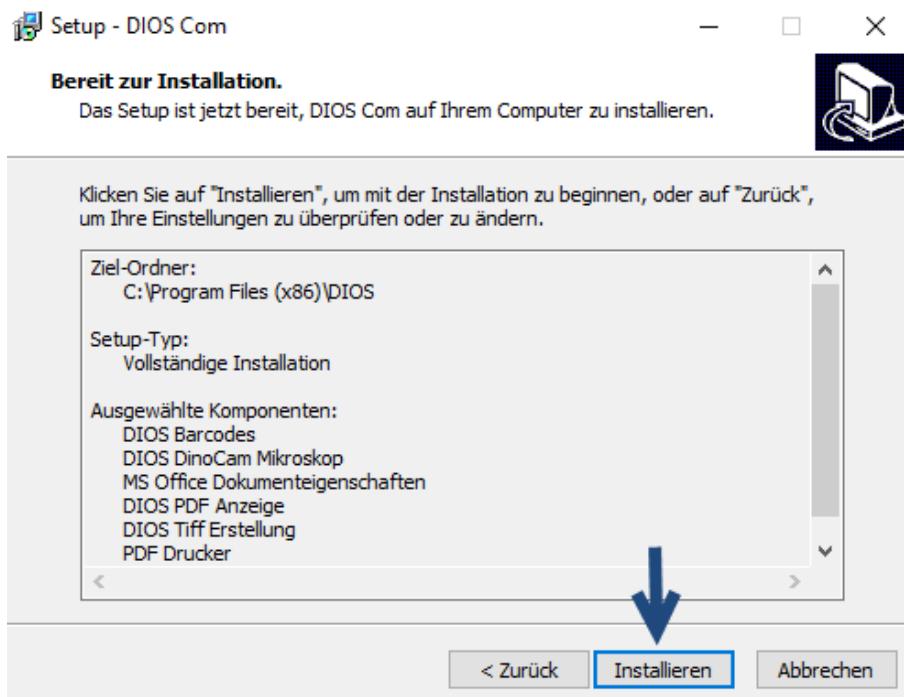 Setup - DIOS Com
Bereit zur Installation.
Das Setup ist jetzt bereit, DIOS Com auf Ihrem Computer zu installieren.
Klicken Sie auf "Installieren", um mit der Installation zu beginnen, oder auf "Zurück",
um Ihre Einstellungen zu überprüfen oder zu ändern.
Ziel-Ordner:
C:\Program Files (x86)\DIOS
Setup-Typ:
Vollständige Installation
Ausgewählte Komponenten:
DIOS Barcodes
DIOS DinoCam Mikroskop
MS Office Dokumenteigenschaften
DIOS PDF Anzeige
DIOS Tiff Erstellung
PDF Drucker
< Zurück Installieren Abbrechen